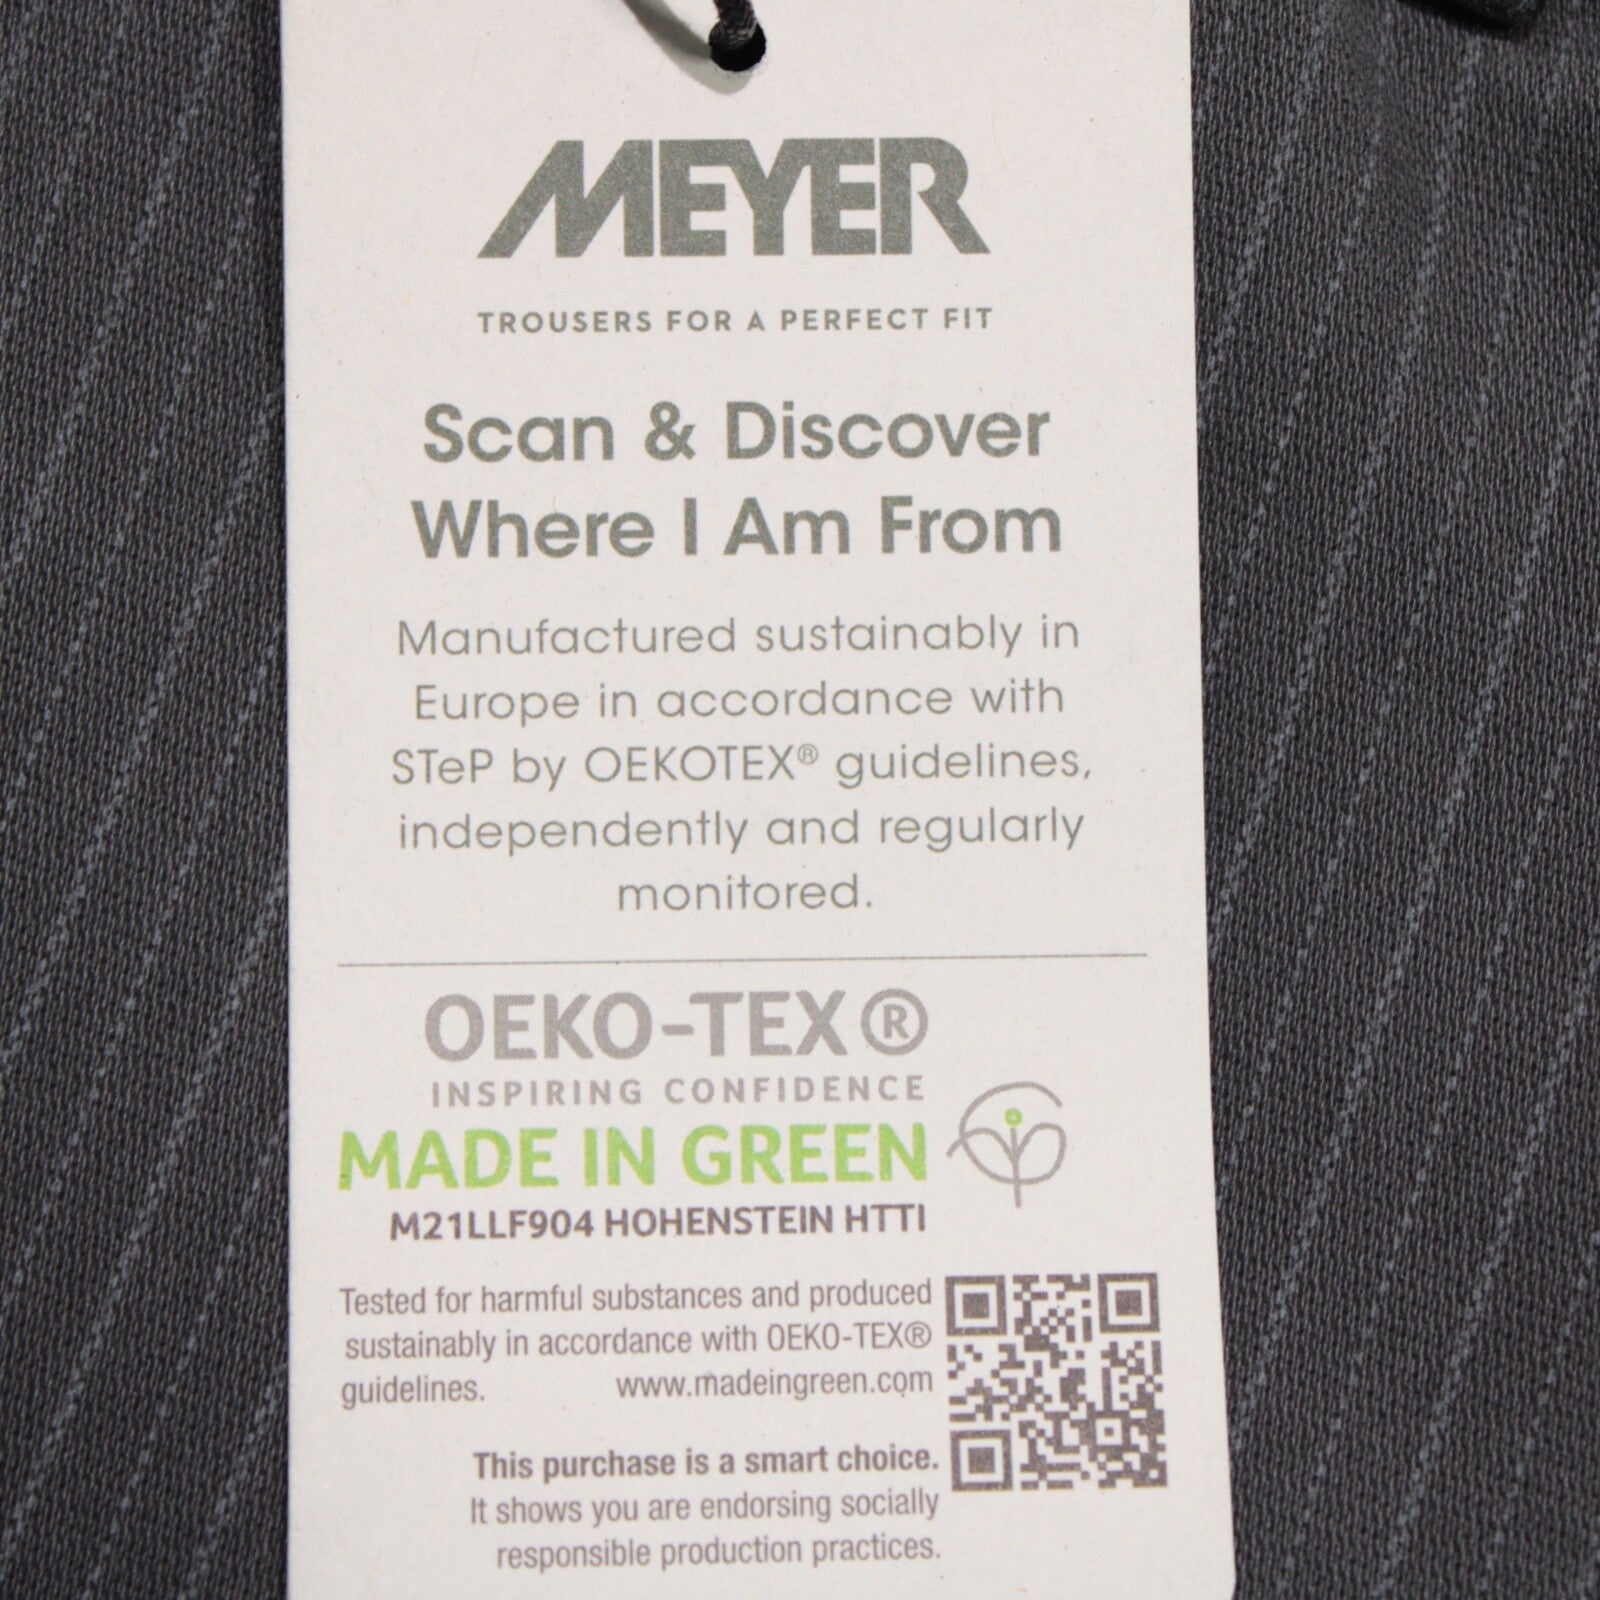 MEYER
TROUSERS FOR A PERFECT FIT
Scan & Discover
Where I Am From
Manufactured sustainably in
Europe in accordance with
STeP by OEKOTEX® guidelines,
independently and regularly
monitored.
OEKO-TEX®
INSPIRING CONFIDENCE
MADE IN GREEN
M21LLF904 HOHENSTEIN HTTI
Tested for harmful substances and produced
sustainably in accordance with OEKO-TEX®
guidelines. www.madeingreen.com
This purchase is a smart choice.
It shows you are endorsing socially
responsible production practices.